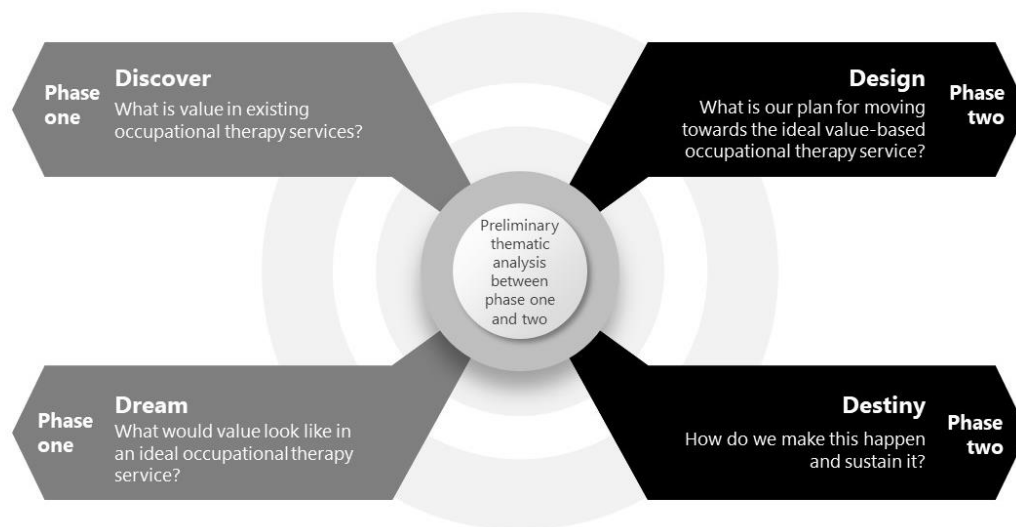 Phase
one
Discover
What is value in existing
occupational therapy services?
Design
What is our plan for moving
towards the ideal value-based
occupational therapy service?
Phase
two
Preliminary
thematic
analysis
between
phase one
and two
Phase
one
Dream
What would value look like in
an ideal occupational therapy
service?
Destiny
How do we make this happen
and sustain it?
Phase
two